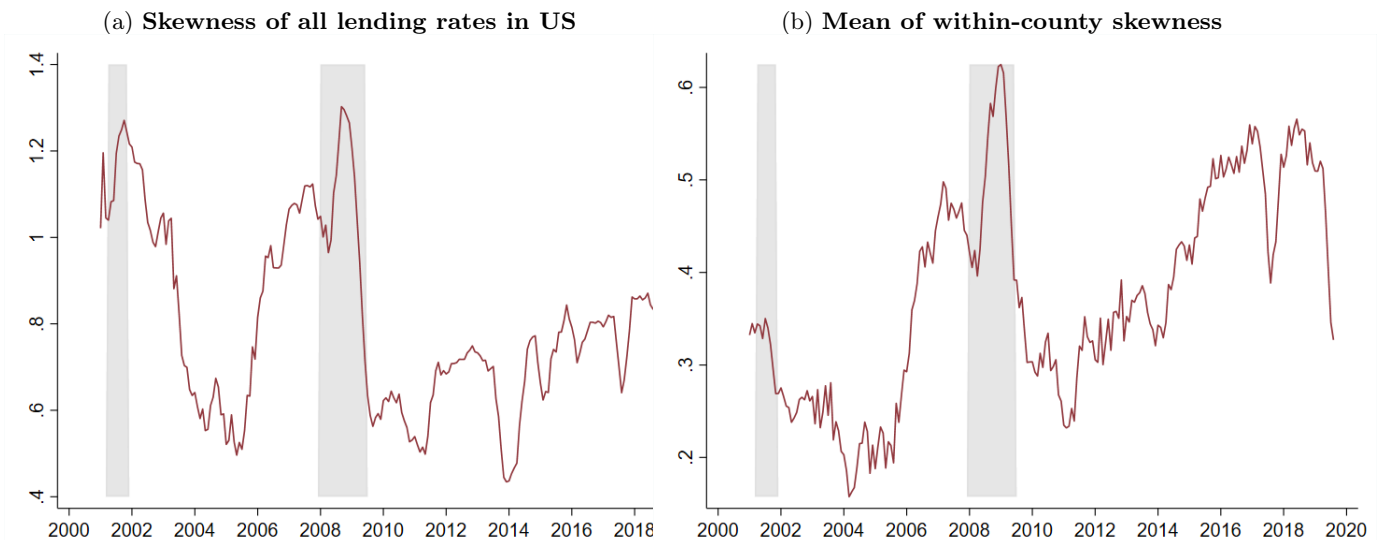 (a) Skewness of all lending rates in US
1.4
1.2
1
.8
.6
.4
2000 2002 2004 2006 2008 2010 2012 2014 2016 2018
(b) Mean of within-county skewness
.6
.5
.4
.3
.2
2000 2002 2004 2006 2008 2010 2012 2014 2016 2018 2020